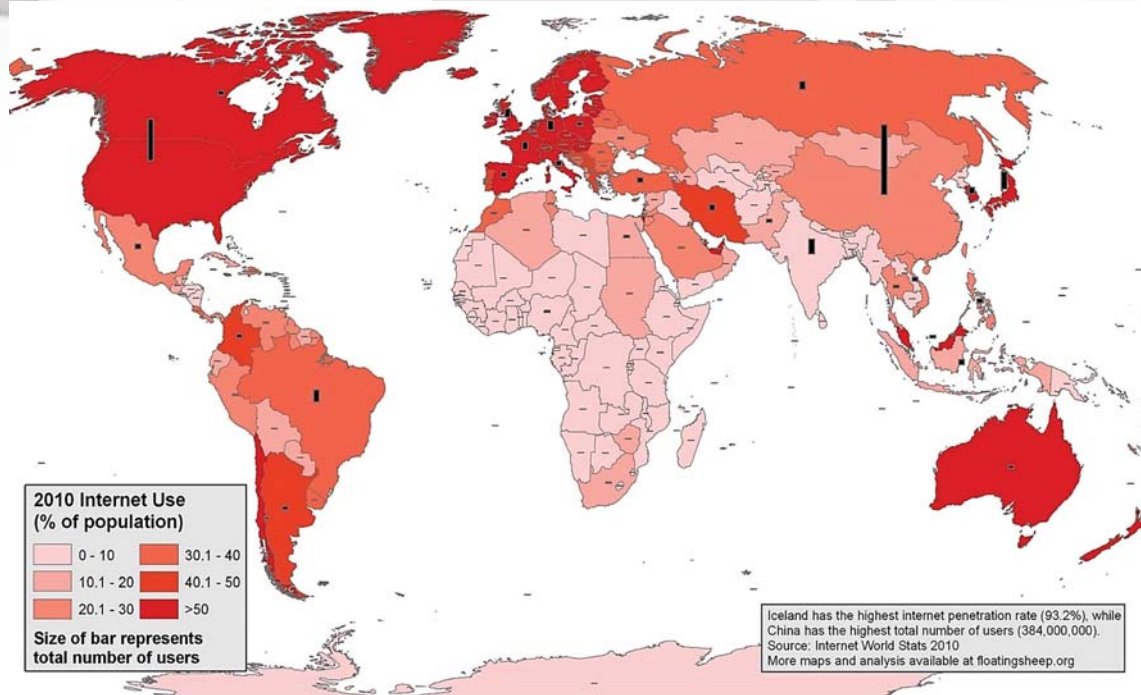 2010 Internet Use
(% of population)
0 - 10
30.1 - 40
10.1 - 20
40.1 - 50
20.1 - 30
>50
Size of bar represents
total number of users
Iceland has the highest internet penetration rate (93.2%), while
China has the highest total number of users (384,000,000).
Source: Internet World Stats 2010
More maps and analysis available at floatingsheep.org